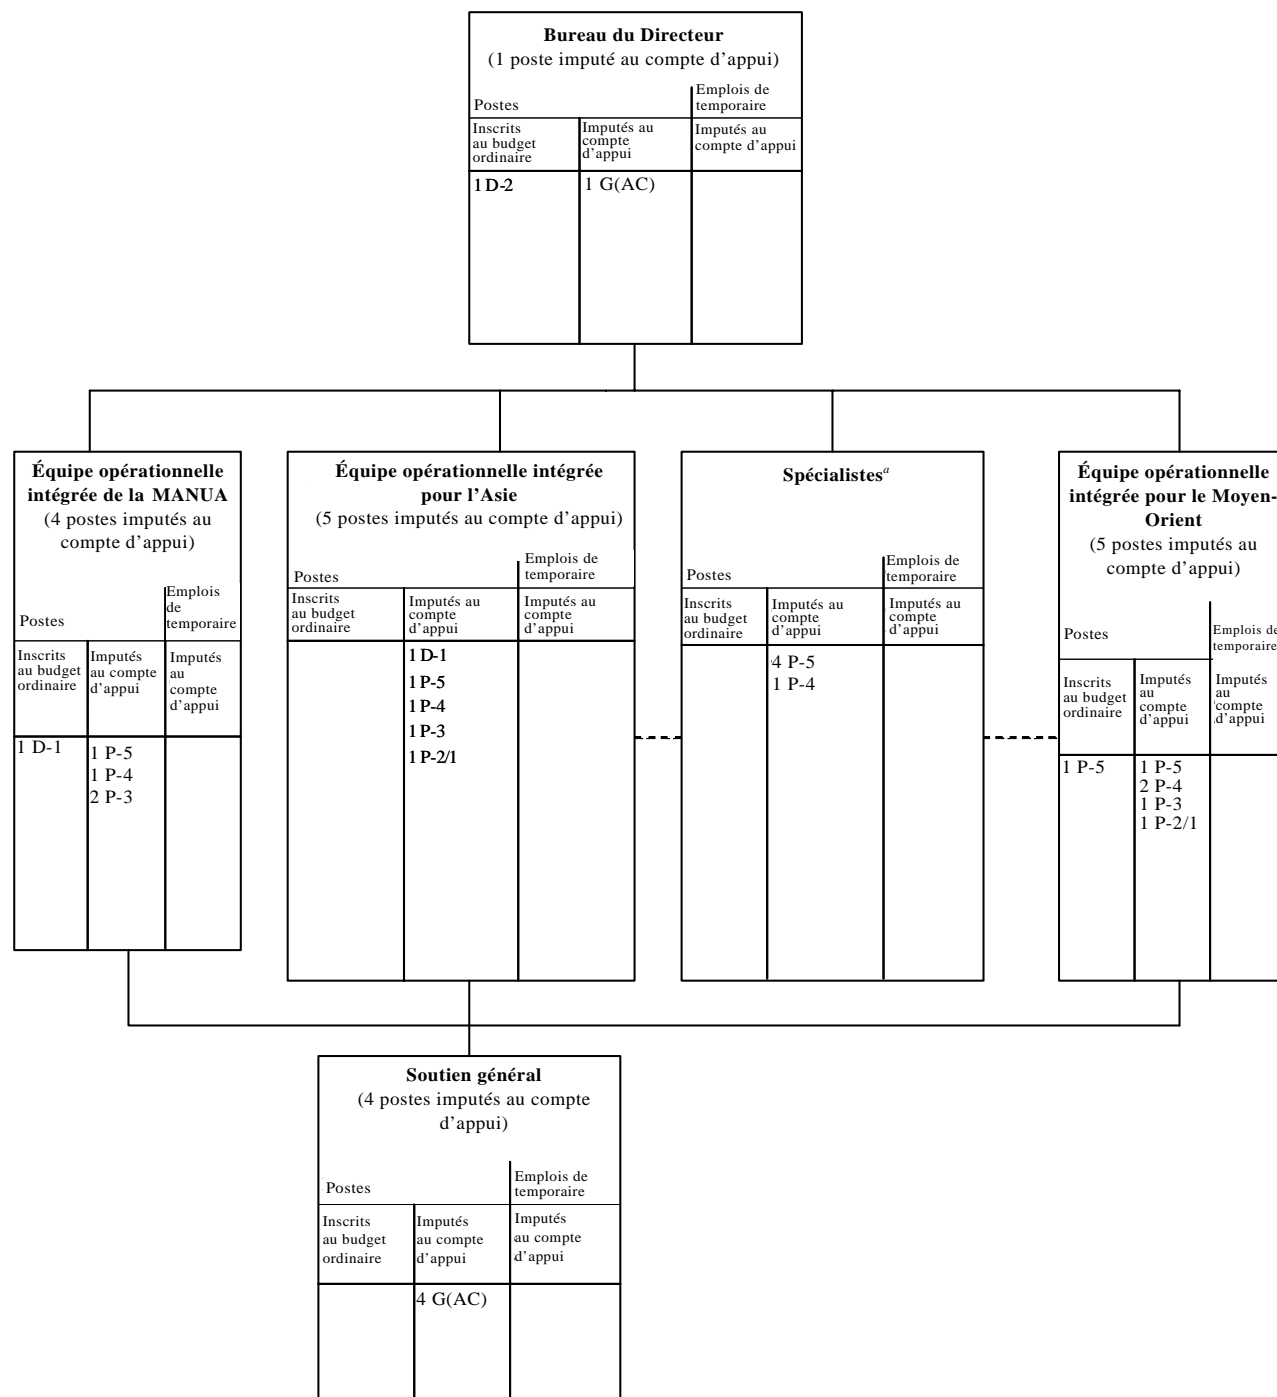 Bureau du Directeur
(1 poste imputé au compte d'appui)
Postes
Emplois de
temporaire
Inscrits
au budget
ordinaire
Imputés au
compte
d'appui
Imputés au
compte d'appui
1 D-2
1 G(AC)
Équipe opérationnelle
intégrée de la MANUA
(4 postes imputés au
compte d'appui)
Postes
Emplois
de
temporaire
Inscrits
au budget
ordinaire
Imputés
au compte
d'appui
Imputés
au
compte
d'appui
1 D-1
1 P-5
1 P-4
2 P-3
Équipe opérationnelle intégrée
pour l'Asie
(5 postes imputés au compte d'appui)
Postes
Emplois de
temporaire
Inscrits
au budget
ordinaire
Imputés au
compte
d'appui
Imputés au
compte
d'appui
1 D-1
1 P-5
1 P-4
1 P-3
1 P-2/1
Spécialistesa
Postes
Emplois de
temporaire
Inscrits
au budget
ordinaire
Imputés au
compte
d'appui
Imputés au
compte
d'appui
4 P-5
1 P-4
Équipe opérationnelle
intégrée pour le Moyen-
Orient
(5 postes imputés au
compte d'appui)
Postes
Emplois de
temporaire
Inscrits
au budget
ordinaire
Imputés
au
compte
d'appui
Imputés
au
compte
d'appui
1 P-5
1 P-5
2 P-4
1 P-3
1 P-2/1
Soutien général
(4 postes imputés au compte
d'appui)
Postes
Emplois de
temporaire
Inscrits
au budget
ordinaire
Imputés
au compte
d'appui
Imputés
au compte
d'appui
4 G(AC)